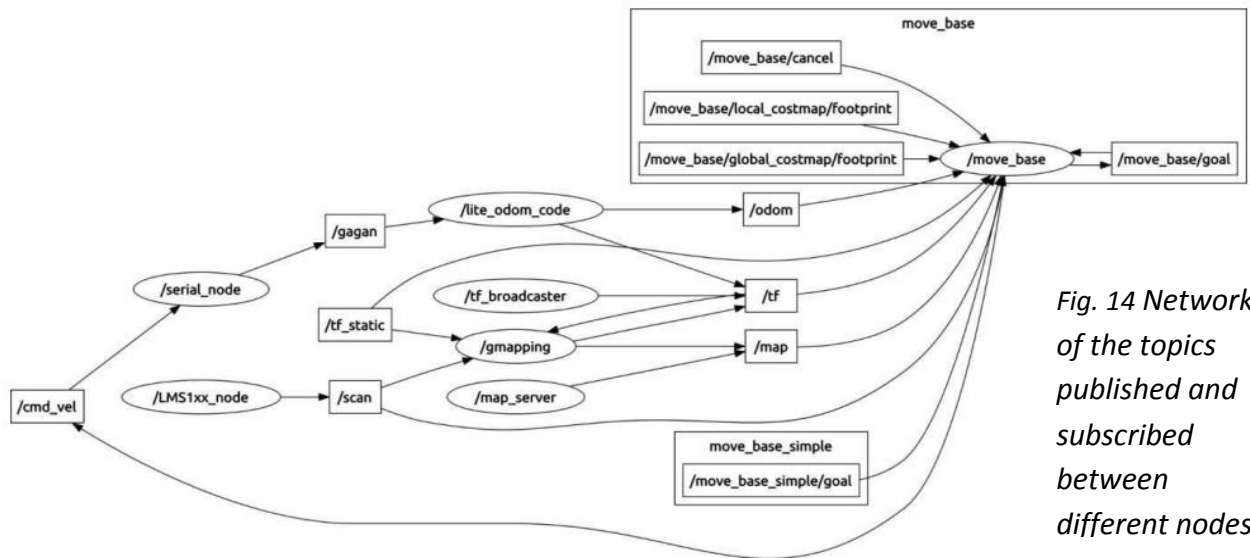 move_base
/move_base/cancel
/move_base/local_costmap/footprint
/move_base/global_costmap/footprint
/move_base
/move_base/goal
/lite_odom_code
/odom
/gagan
/serial_node
/tf_broadcaster
/tf
/tf_static
/gmapping
/map
/LMS1xx_node
/scan
/map_server
/cmd_vel
move_base_simple
/move_base_simple/goal
Fig. 14 Network
of the topics
published and
subscribed
between
different nodes